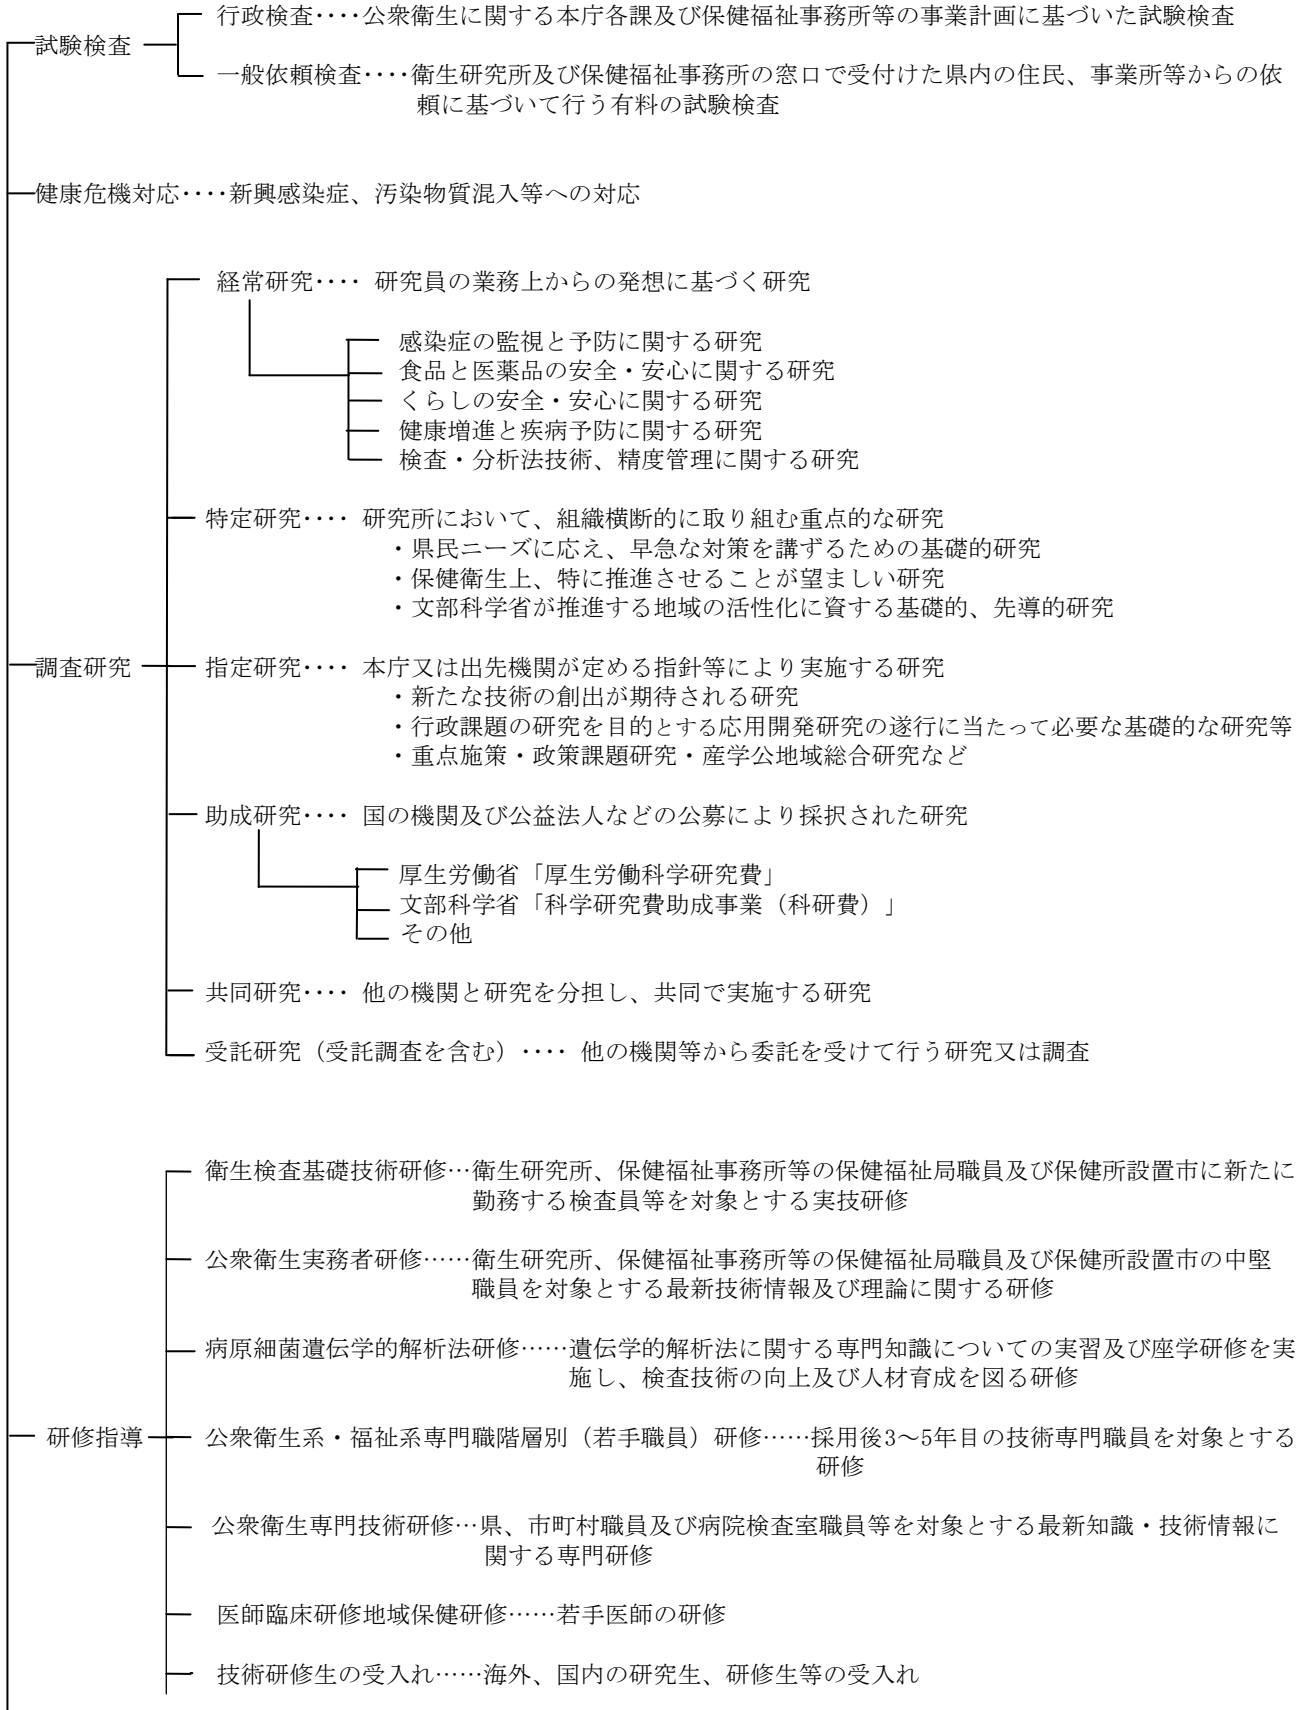 行政検査････公衆衛生に関する本庁各課及び保健福祉事務所等の事業計画に基づいた試験検査
試験検査
一般依頼検査････衛生研究所及び保健福祉事務所の窓口で受付けた県内の住民、事業所等からの依
頼に基づいて行う有料の試験検査
健康危機対応････新興感染症、汚染物質混入等への対応
経常研究････ 研究員の業務上からの発想に基づく研究
感染症の監視と予防に関する研究
食品と医薬品の安全・安心に関する研究
くらしの安全・安心に関する研究
健康増進と疾病予防に関する研究
検査・分析法技術、精度管理に関する研究
特定研究････ 研究所において、組織横断的に取り組む重点的な研究
・県民ニーズに応え、早急な対策を講ずるための基礎的研究
・保健衛生上、特に推進させることが望ましい研究
・文部科学省が推進する地域の活性化に資する基礎的、先導的研究
調査研究
指定研究････ 本庁又は出先機関が定める指針等により実施する研究
・新たな技術の創出が期待される研究
・行政課題の研究を目的とする応用開発研究の遂行に当たって必要な基礎的な研究等
・重点施策・政策課題研究・産学公地域総合研究など
助成研究････ 国の機関及び公益法人などの公募により採択された研究
厚生労働省「厚生労働科学研究費」
文部科学省「科学研究費助成事業（科研費）」
その他
共同研究････ 他の機関と研究を分担し、共同で実施する研究
受託研究（受託調査を含む）････ 他の機関等から委託を受けて行う研究又は調査
衛生検査基礎技術研修…衛生研究所、保健福祉事務所等の保健福祉局職員及び保健所設置市に新たに
勤務する検査員等を対象とする実技研修
公衆衛生実務者研修……衛生研究所、保健福祉事務所等の保健福祉局職員及び保健所設置市の中堅
職員を対象とする最新技術情報及び理論に関する研修
病原細菌遺伝学的解析法研修……遺伝学的解析法に関する専門知識についての実習及び座学研修を実
施し、検査技術の向上及び人材育成を図る研修
研修指導
公衆衛生系・福祉系専門職階層別（若手職員）研修……採用後3～5年目の技術専門職員を対象とする
研修
公衆衛生専門技術研修…県、市町村職員及び病院検査室職員等を対象とする最新知識・技術情報に
関する専門研修
医師臨床研修地域保健研修……若手医師の研修
技術研修生の受入れ……海外、国内の研究生、研修生等の受入れ